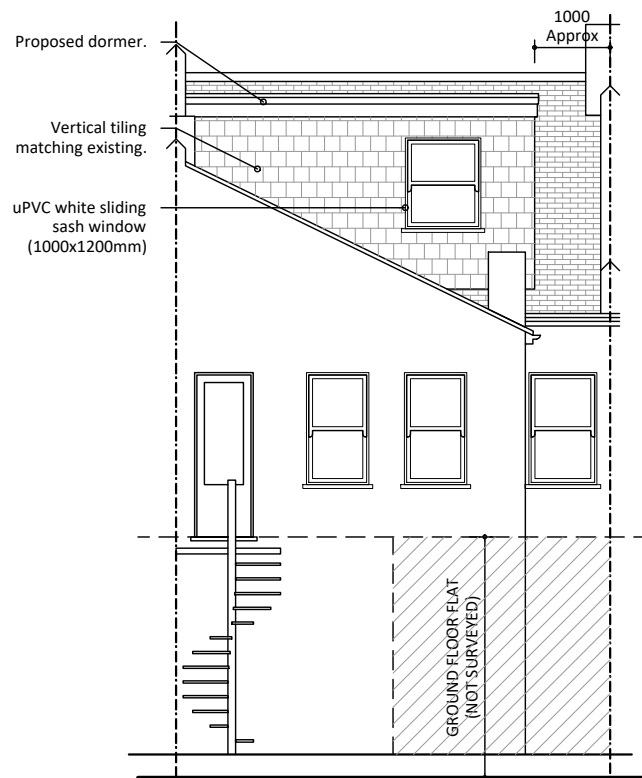 1000
Approx
Proposed dormer.
Vertical tiling
matching existing.
uPVC white sliding
sash window
(1000x1200mm)
GROUND FLOOR FLAT
(NOT SURVEYED)